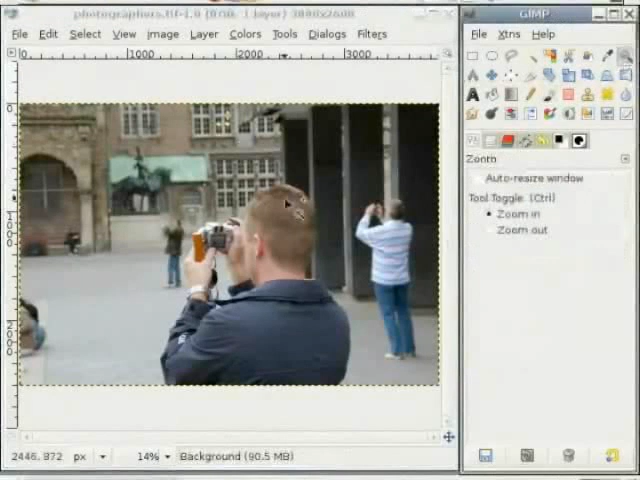 photographers.tif-1.0 (RGB, 1 layer) 3888x2608
GIMP
File Edit Select View Image Layer Colors Tools Dialogs Filters
File Xtns Help
0 1000 2000 3000
Zoom
Auto-resize window
Tool Toggle (Ctrl)
Zoom in
Zoom out
2446, 872 px 14% Background (90.5 MB)